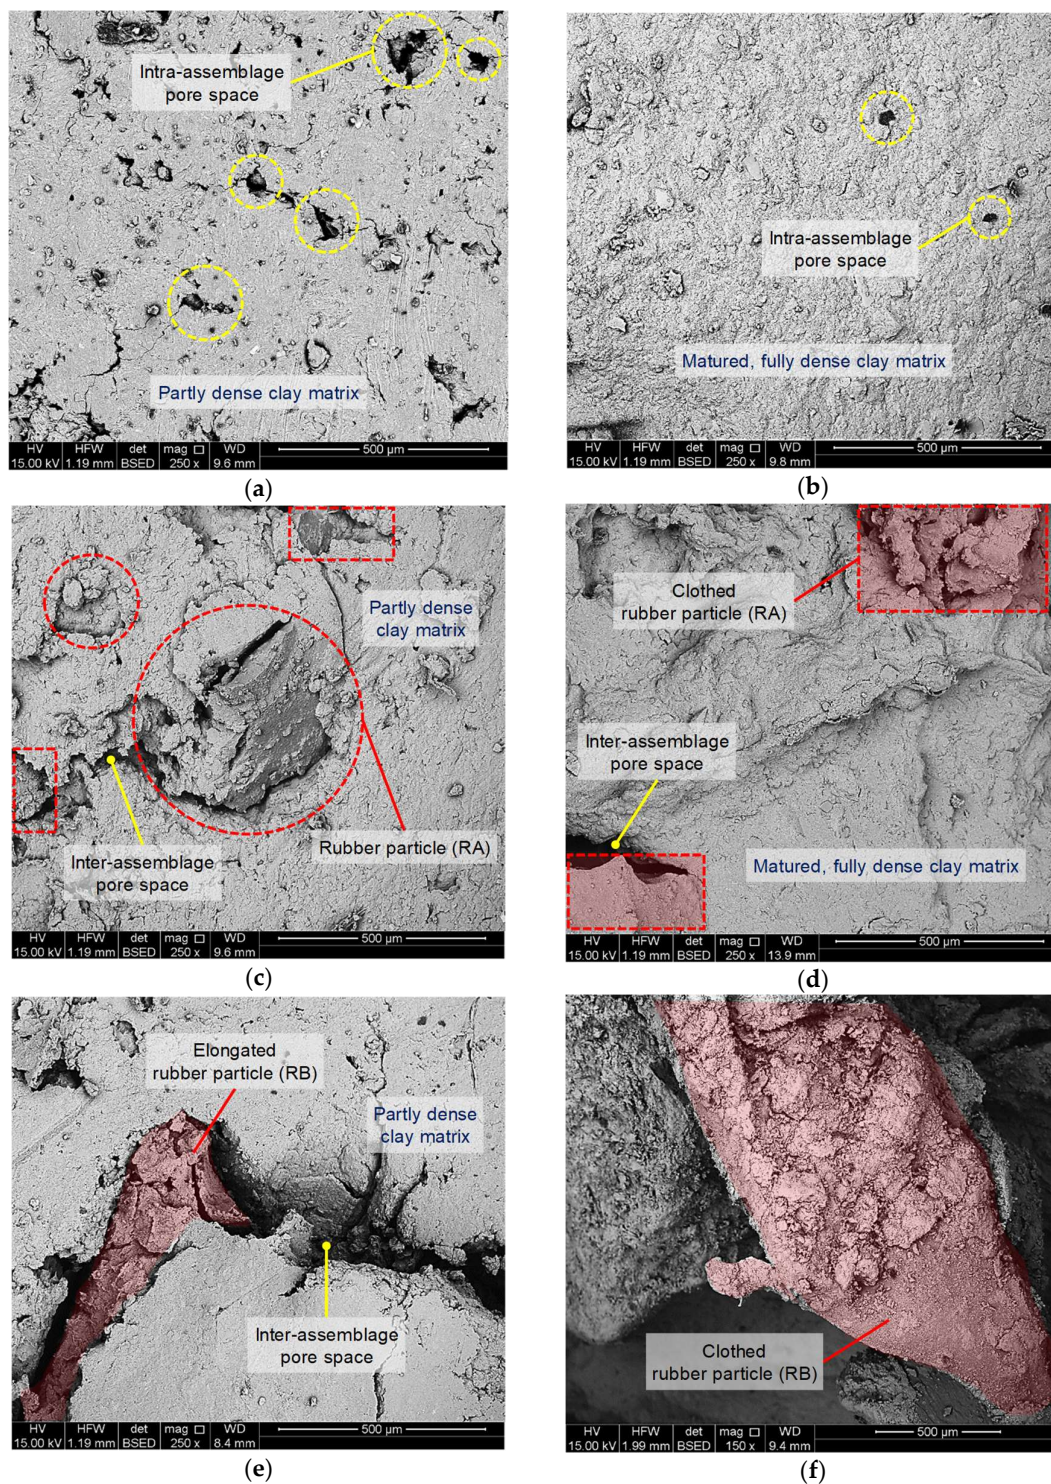 Intra-assemblage
pore space
Partly dense clay matrix
HV HFW det mag □ WD
500 µm
15.00 kV 1.19 mm BSED 250 x 9.6 mm
(a)
Intra-assemblage
pore space
Matured, fully dense clay matrix
HV HFW det mag □ WD
500 µm
15.00 kV 1.19 mm BSED 250 x 9.8 mm
(b)
Partly dense
clay matrix
Rubber particle (RA)
Inter-assemblage
pore space
HV HFW det mag □ WD
500 µm
15.00 kV 1.19 mm BSED 250 x 9.6 mm
(c)
Clothed
rubber particle (RA)
Inter-assemblage
pore space
Matured, fully dense clay matrix
HV HFW det mag □ WD
500 µm
15.00 kV 1.19 mm BSED 250 x 13.9 mm
(d)
Elongated
rubber particle (RB)
Partly dense
clay matrix
Inter-assemblage
pore space
HV HFW det mag □ WD
500 µm
15.00 kV 1.19 mm BSED 250 x 8.4 mm
(e)
Clothed
rubber particle (RB)
HV HFW det mag □ WD
500 µm
15.00 kV 1.99 mm BSED 150 x 9.4 mm
(f)